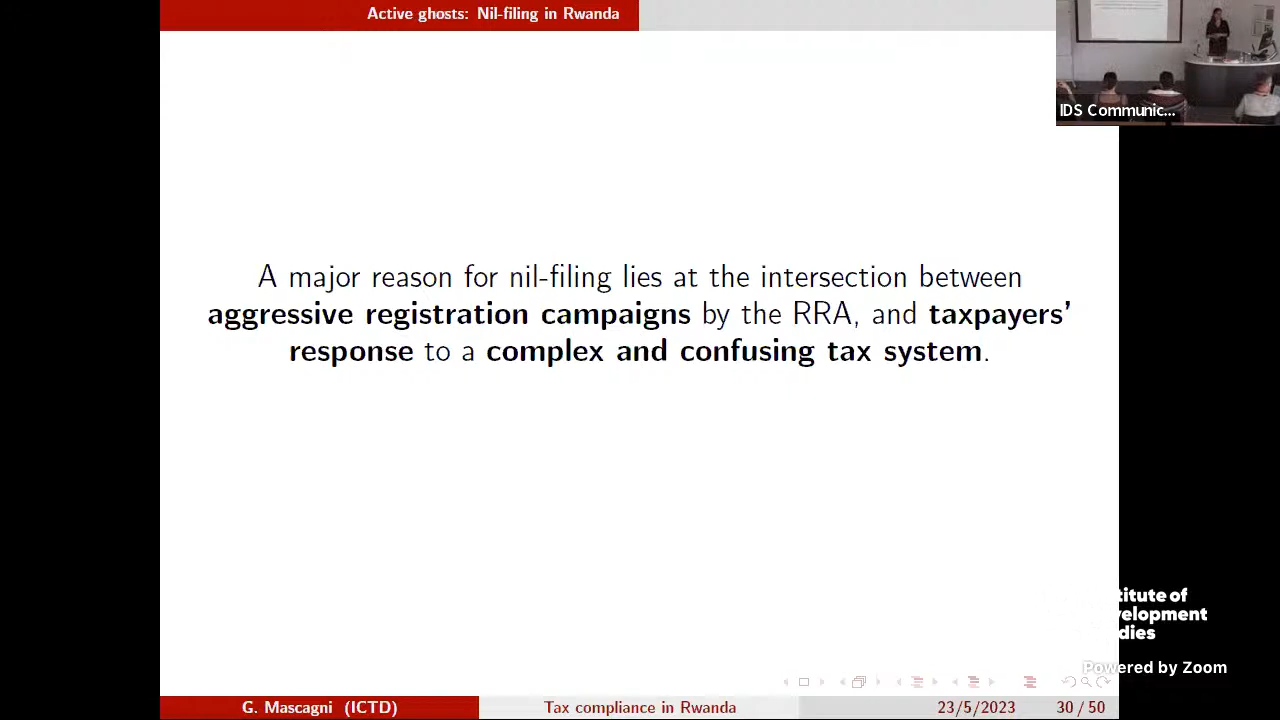 Active ghosts: Nil-filing in Rwanda
IDS Communic...
A major reason for nil-filing lies at the intersection between
aggressive registration campaigns by the RRA, and taxpayers'
response to a complex and confusing tax system.
titute of
velopment
dies
Powered by Zoom
G. Mascagni (ICTD)
Tax compliance in Rwanda
23/5/2023
30 / 50